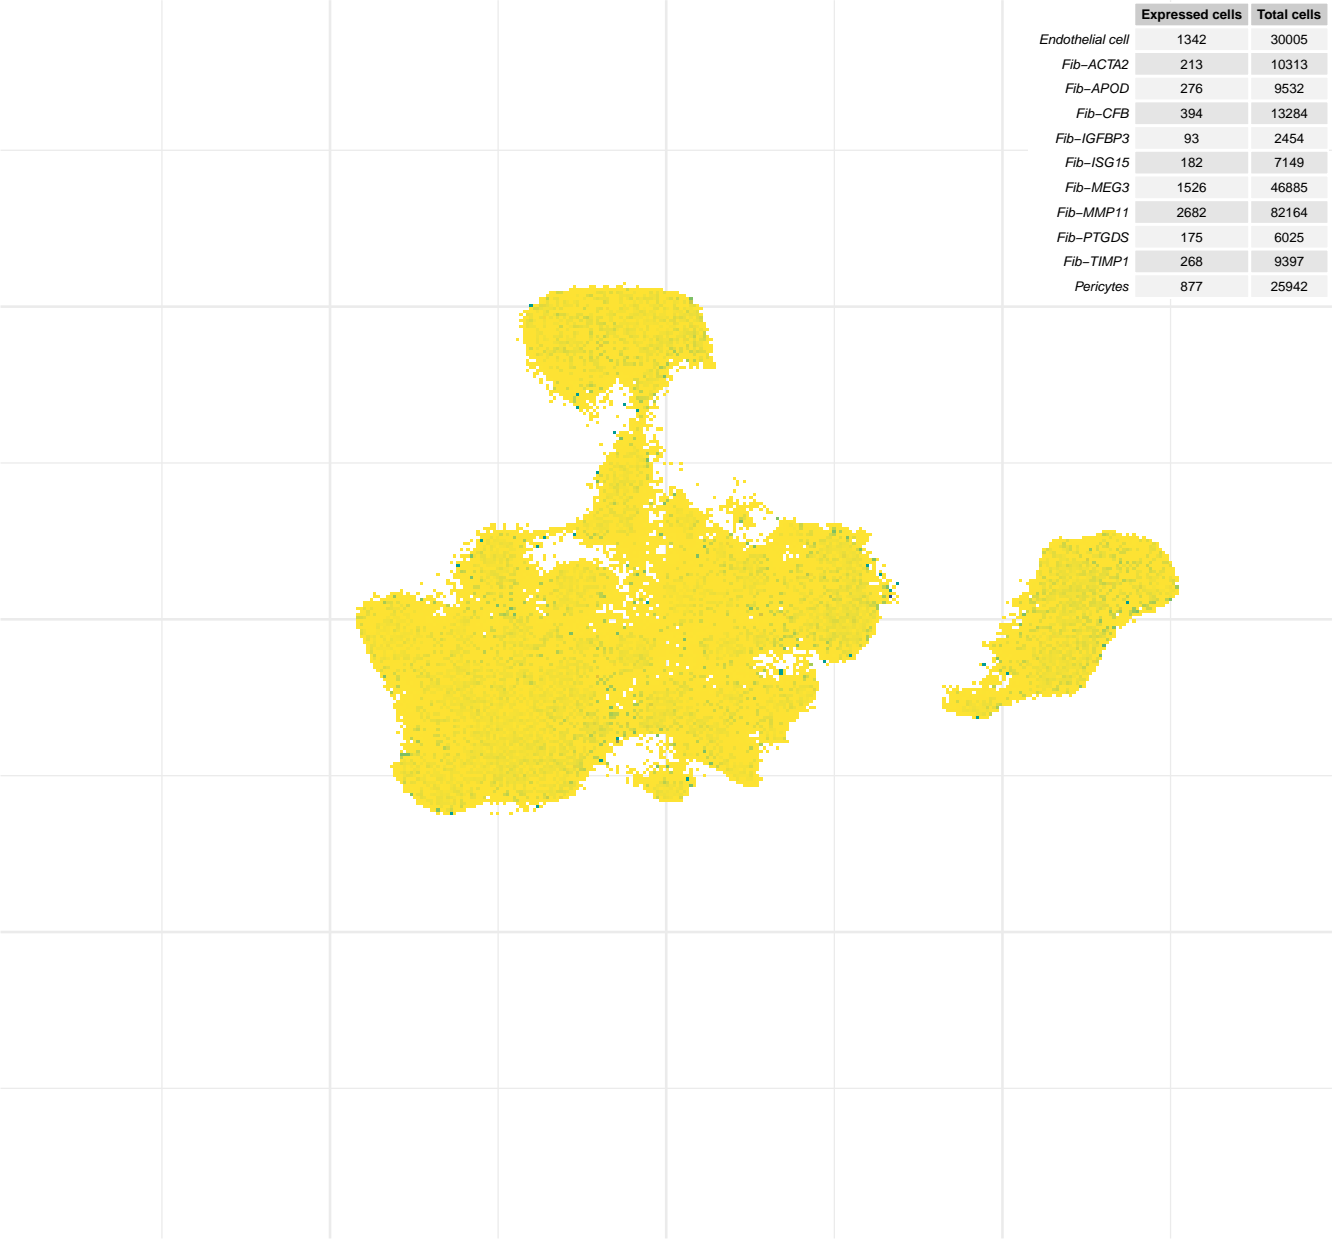 Expressed cells Total cells
Endothelial cell 1342 30005
Fib−ACTA2 213 10313
Fib−APOD 276 9532
Fib−CFB 394 13284
Fib−IGFBP3 93 2454
Fib−ISG15 182 7149
Fib−MEG3 1526 46885
Fib−MMP11 2682 82164
Fib−PTGDS 175 6025
Fib−TIMP1 268 9397
Pericytes 877 25942